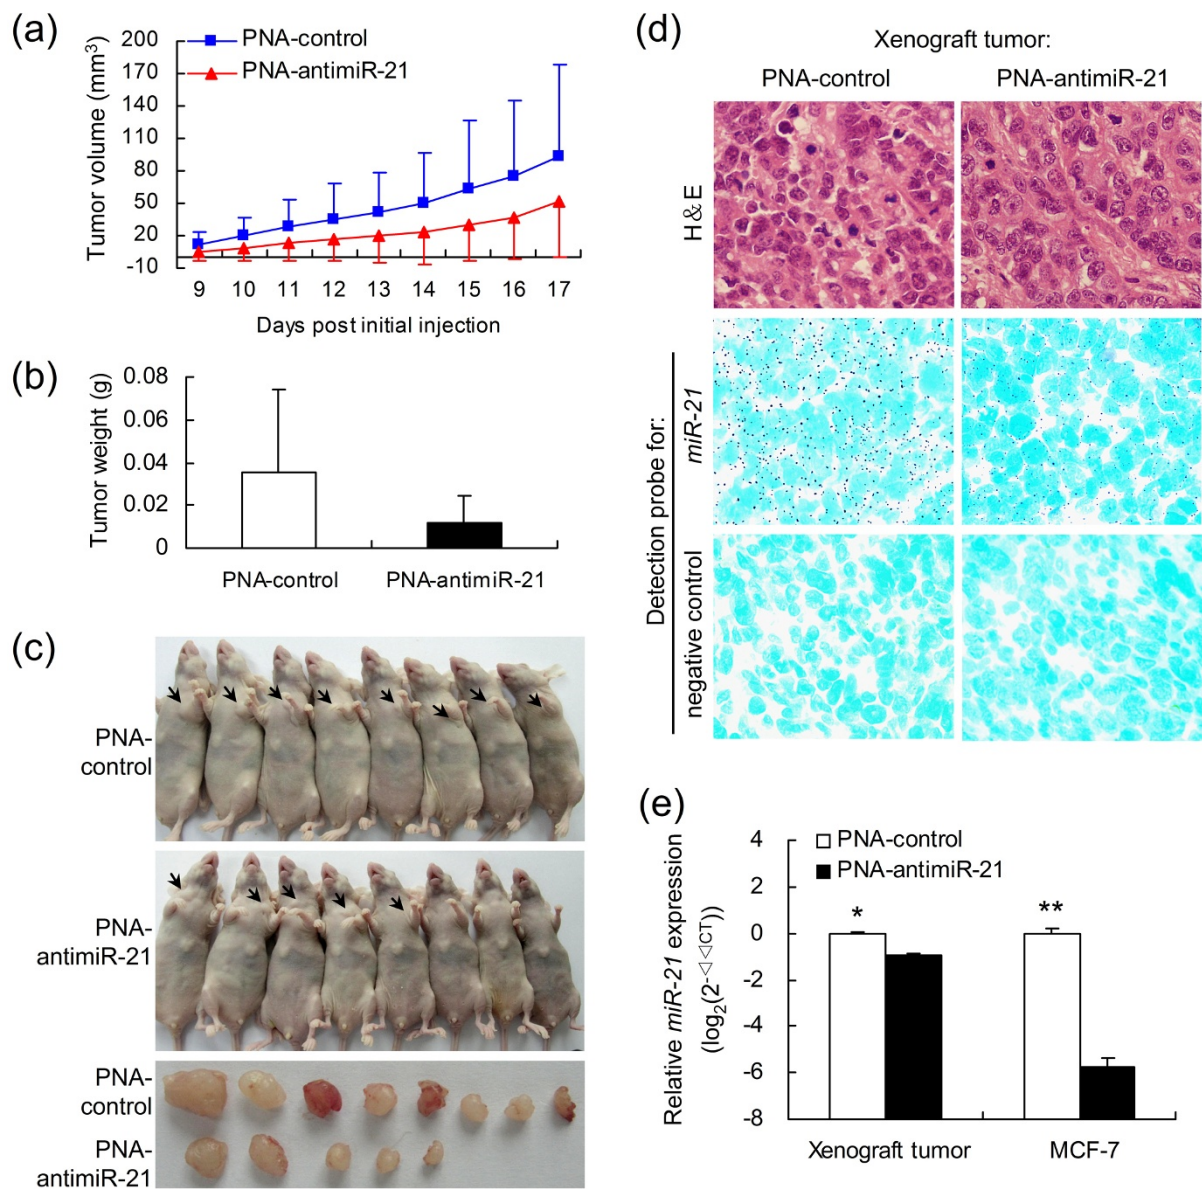 (a)
Tumor volume (mm³)
200
170
140
110
80
50
20
-10
PNA-control
PNA-antimiR-21
9 10 11 12 13 14 15 16 17
Days post initial injection
(b)
Tumor weight (g)
0.08
0.06
0.04
0.02
0
PNA-control PNA-antimiR-21
(c)
PNA-
control
PNA-
antimiR-21
PNA-
control
PNA-
antimiR-21
(d)
Xenograft tumor:
PNA-control PNA-antimiR-21
H&E
Detection probe for:
miR-21
negative control
(e)
Relative miR-21 expression
(log₂(2^-◁◁CT))
4
2
0
-2
-4
-6
-8
PNA-control
PNA-antimiR-21
* **
Xenograft tumor MCF-7